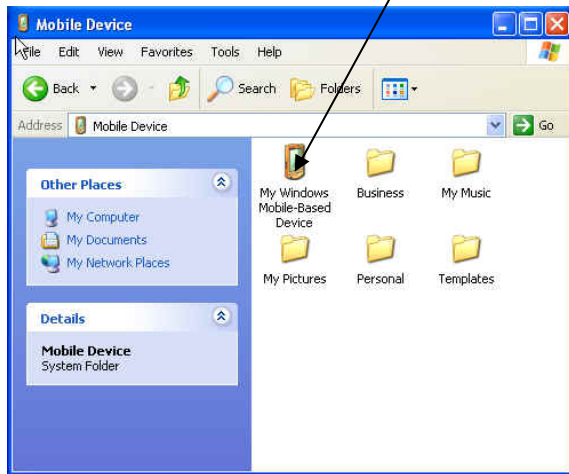 Mobile Device
File Edit View Favorites Tools Help
Back Search Folders
Address Mobile Device Go
Other Places
My Computer
My Documents
My Network Places
Details
Mobile Device
System Folder
My Windows Mobile-Based Device
Business
My Music
My Pictures
Personal
Templates